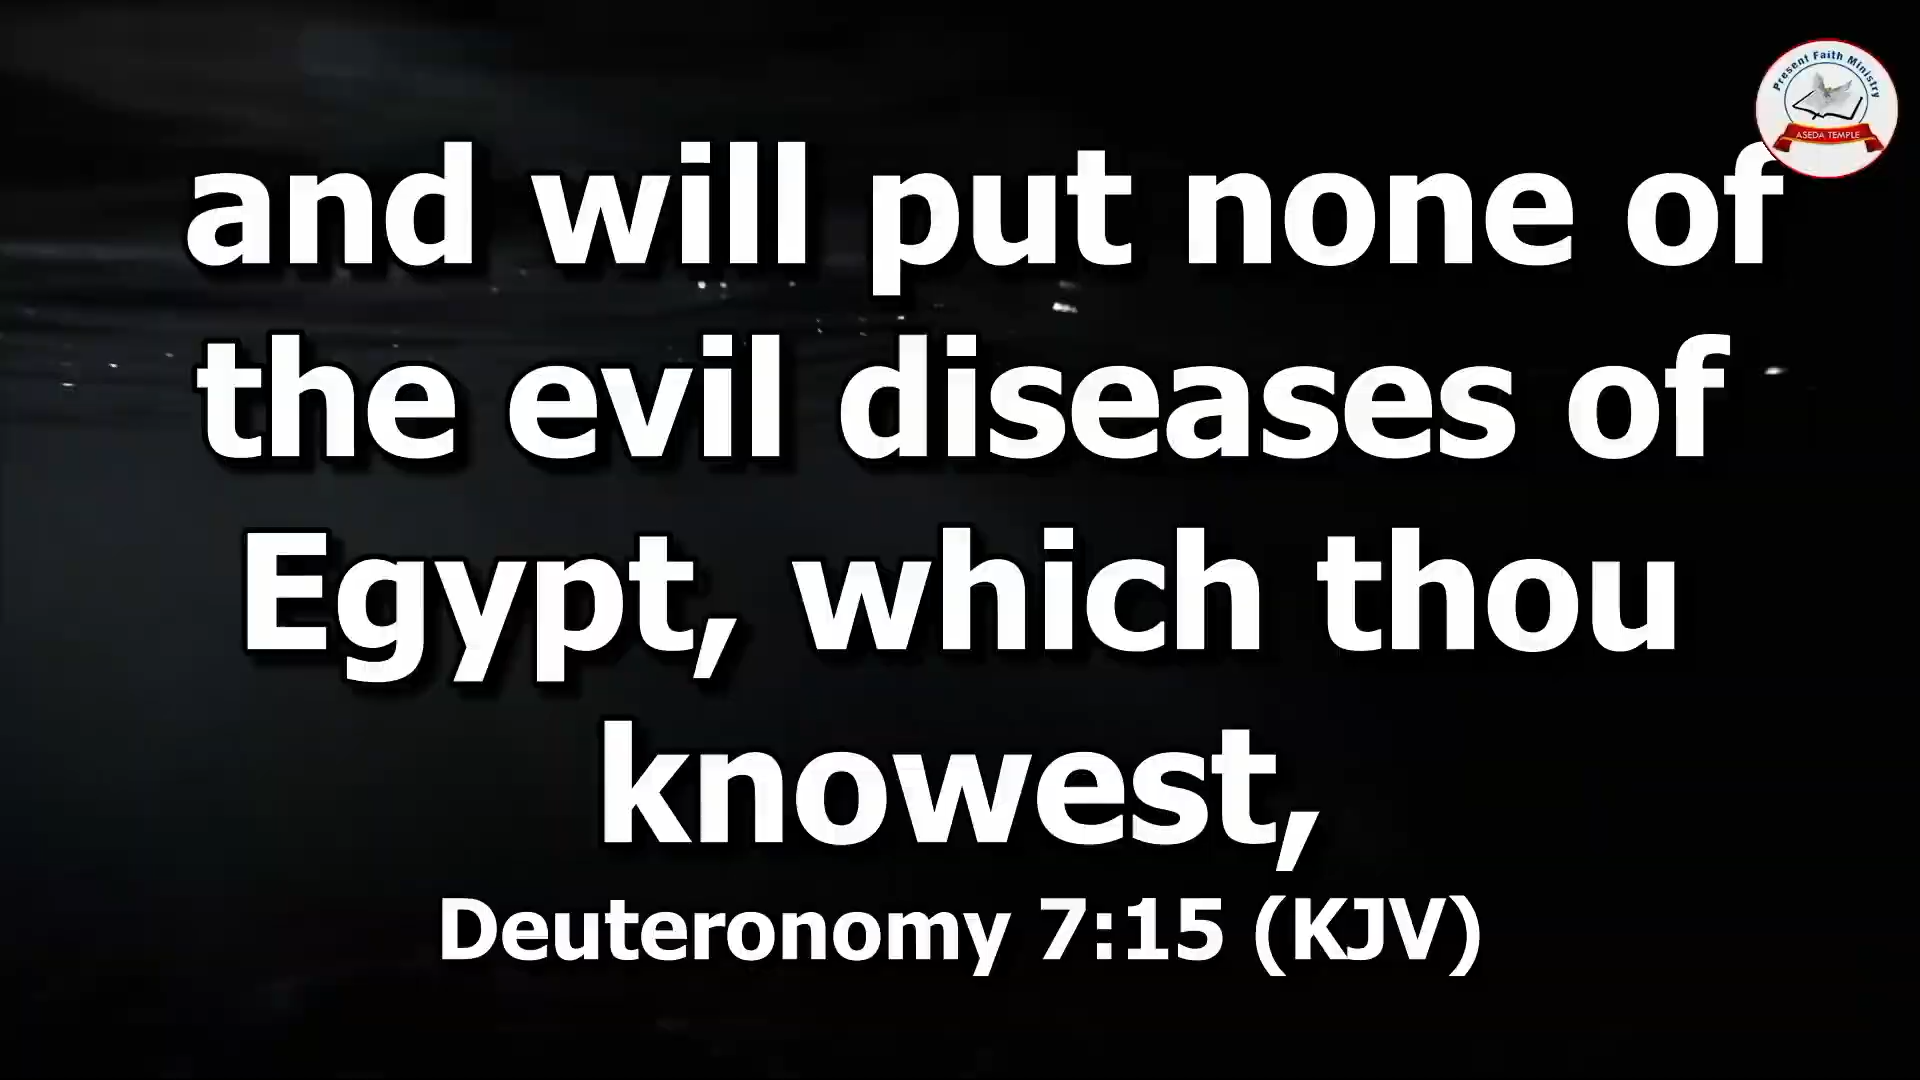 Present Faith Ministry
ASEDA TEMPLE
and will put none of
the evil diseases of
Egypt, which thou
knowest,
Deuteronomy 7:15 (KJV)